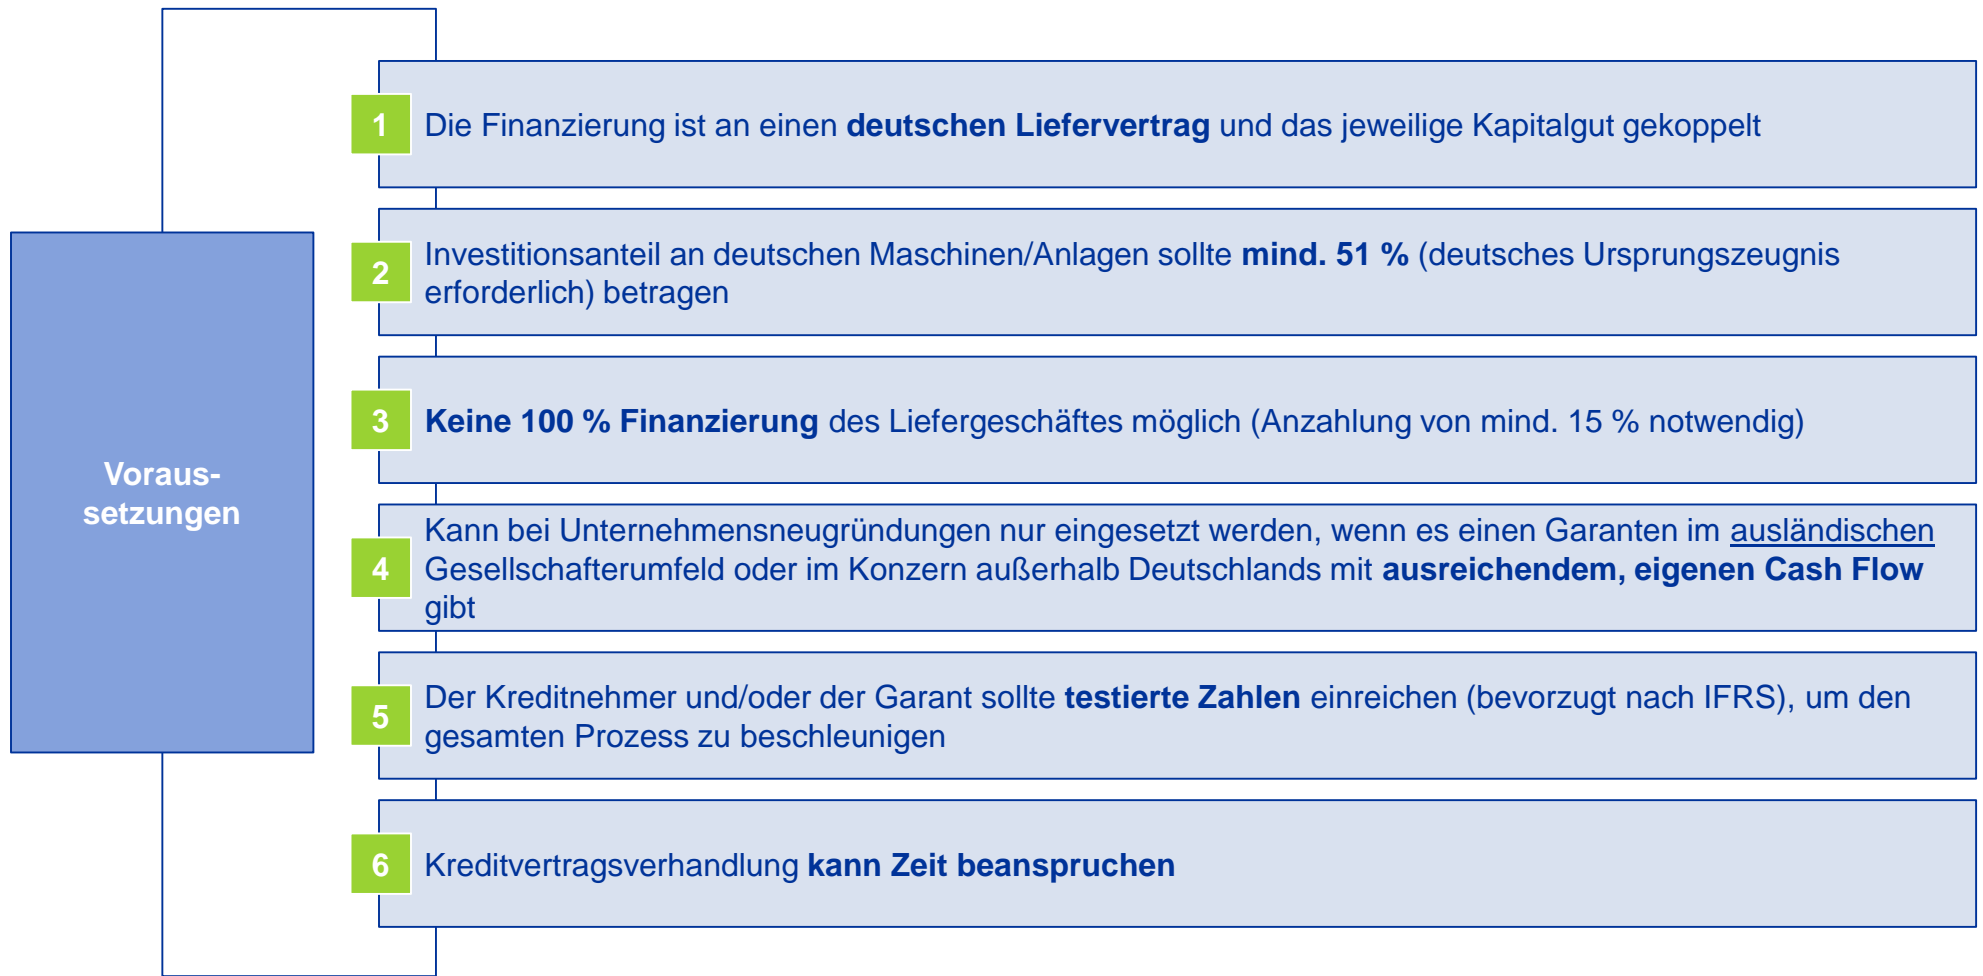 Voraus-
setzungen
1
Die Finanzierung ist an einen deutschen Liefervertrag und das jeweilige Kapitalgut gekoppelt
2
Investitionsanteil an deutschen Maschinen/Anlagen sollte mind. 51 % (deutsches Ursprungszeugnis
erforderlich) betragen
3
Keine 100 % Finanzierung des Liefergeschäftes möglich (Anzahlung von mind. 15 % notwendig)
4
Kann bei Unternehmensneugründungen nur eingesetzt werden, wenn es einen Garanten im ausländischen
Gesellschafterumfeld oder im Konzern außerhalb Deutschlands mit ausreichendem, eigenen Cash Flow
gibt
5
Der Kreditnehmer und/oder der Garant sollte testierte Zahlen einreichen (bevorzugt nach IFRS), um den
gesamten Prozess zu beschleunigen
6
Kreditvertragsverhandlung kann Zeit beanspruchen